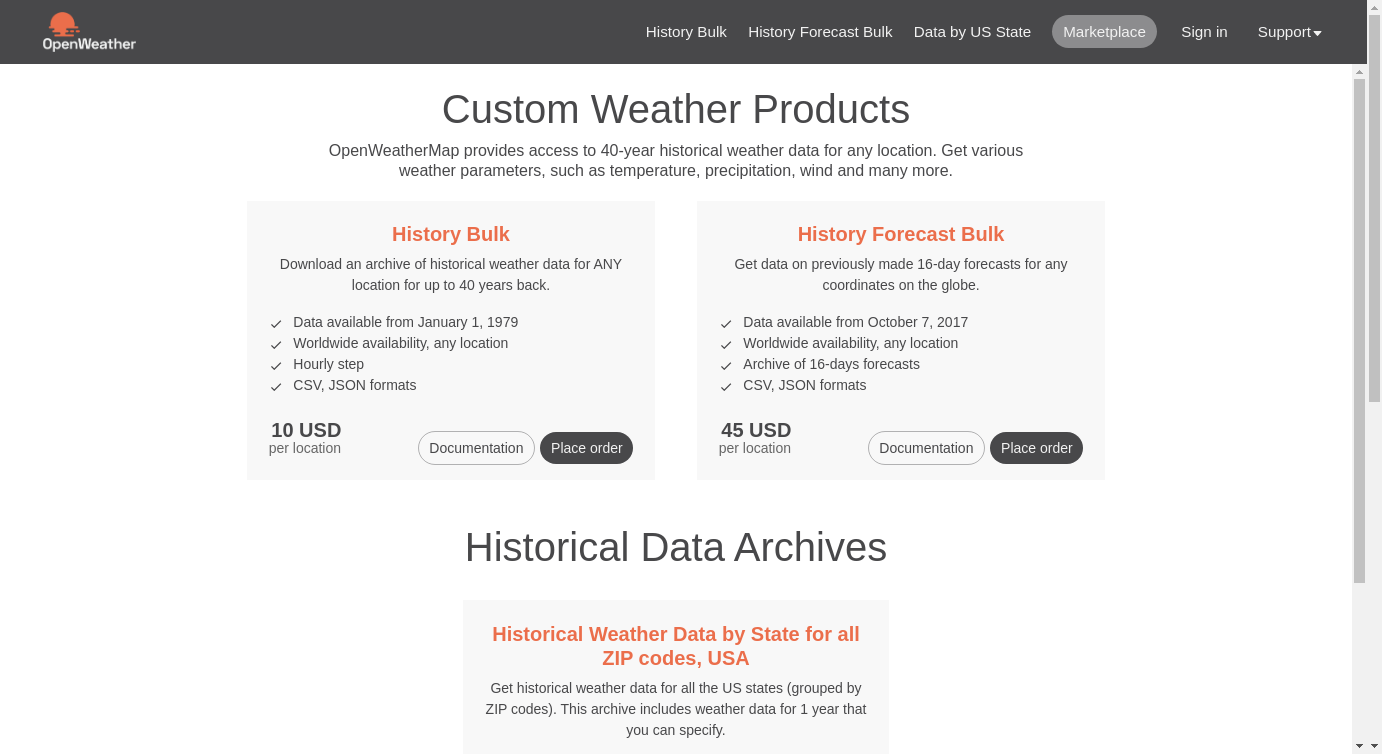 OpenWeather
History Bulk
History Forecast Bulk
Data by US State
Marketplace
Sign in
Support
Custom Weather Products
OpenWeatherMap provides access to 40-year historical weather data for any location. Get various
weather parameters, such as temperature, precipitation, wind and many more.
History Bulk
Download an archive of historical weather data for ANY
location for up to 40 years back.
Data available from January 1, 1979
Worldwide availability, any location
Hourly step
CSV, JSON formats
10 USD
per location
Documentation
Place order
History Forecast Bulk
Get data on previously made 16-day forecasts for any
coordinates on the globe.
Data available from October 7, 2017
Worldwide availability, any location
Archive of 16-days forecasts
CSV, JSON formats
45 USD
per location
Documentation
Place order
Historical Data Archives
Historical Weather Data by State for all
ZIP codes, USA
Get historical weather data for all the US states (grouped by
ZIP codes). This archive includes weather data for 1 year that
you can specify.